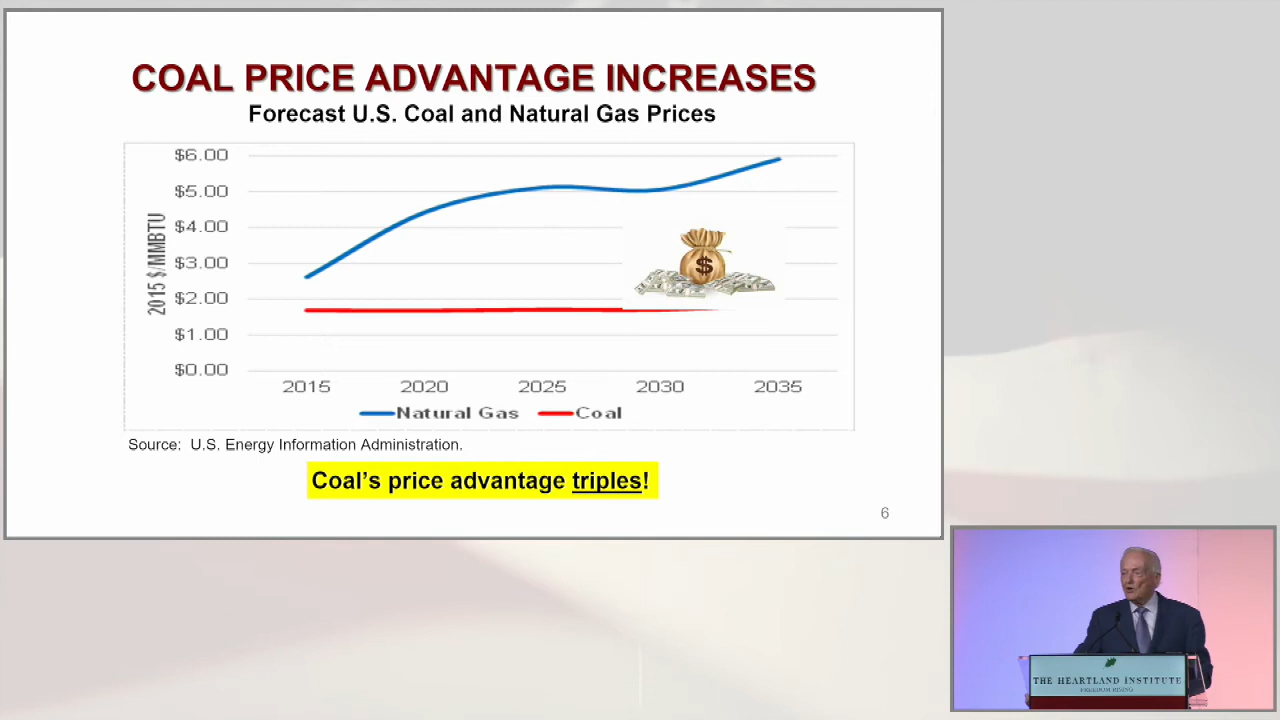 COAL PRICE ADVANTAGE INCREASES
Forecast U.S. Coal and Natural Gas Prices
2015 $/MMBTU
$6.00
$5.00
$4.00
$3.00
$2.00
$1.00
$0.00
2015 2020 2025 2030 2035
Natural Gas Coal
$
Source: U.S. Energy Information Administration.
Coal's price advantage triples!
6
THE HEARTLAND INSTITUTE
FREEDOM RISING